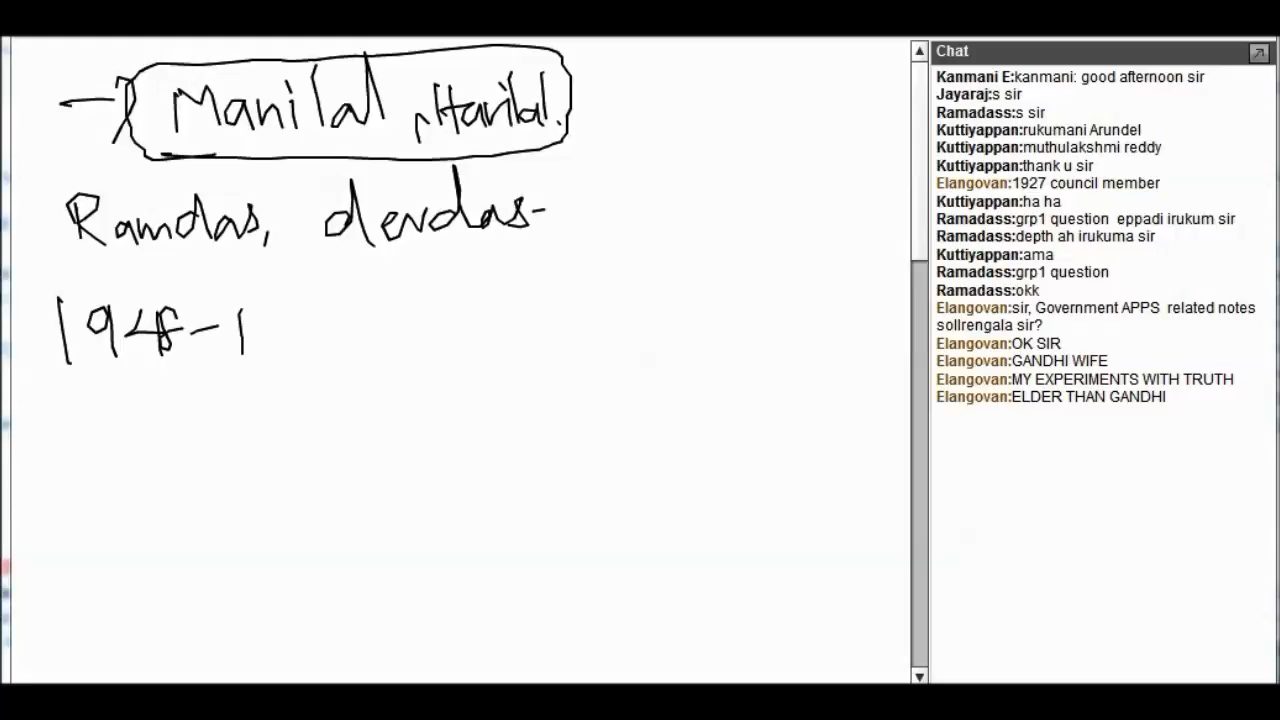 Manilal, Harilal.
Ramdas, devdas-
1948-1
Chat
Kanmani E:kanmani: good afternoon sir
Jayaraj:s sir
Ramadass:s sir
Kuttiyappan:rukumani Arundel
Kuttiyappan:muthulakshmi reddy
Kuttiyappan:thank u sir
Elangovan:1927 council member
Kuttiyappan:ha ha
Ramadass:grp1 question eppadi irukum sir
Ramadass:depth ah irukuma sir
Kuttiyappan:ama
Ramadass:grp1 question
Ramadass:okk
Elangovan:sir, Government APPS related notes
sollrengala sir?
Elangovan:OK SIR
Elangovan:GANDHI WIFE
Elangovan:MY EXPERIMENTS WITH TRUTH
Elangovan:ELDER THAN GANDHI